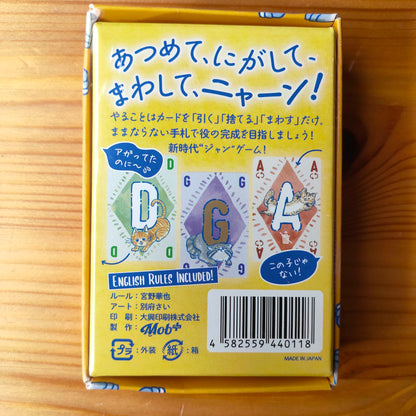 あつめて、にがして、
まわして、ニャーン！
やることはカードを「引く」「捨てる」「まわす」だけ。
ままならない手札で役の完成を目指しましょう！
新時代"ジャン"ゲーム！
アガってた
のに〜
D
D
D
G
G
G
A
A
A
この子じゃ
ない！
ENGLISH RULES INCLUDED!
ルール：宮野華也
アート：別府さい
印刷：大興印刷株式会社
製作：Mob+
プラ：外装
紙：箱
4 582559 440118
MADE IN JAPAN